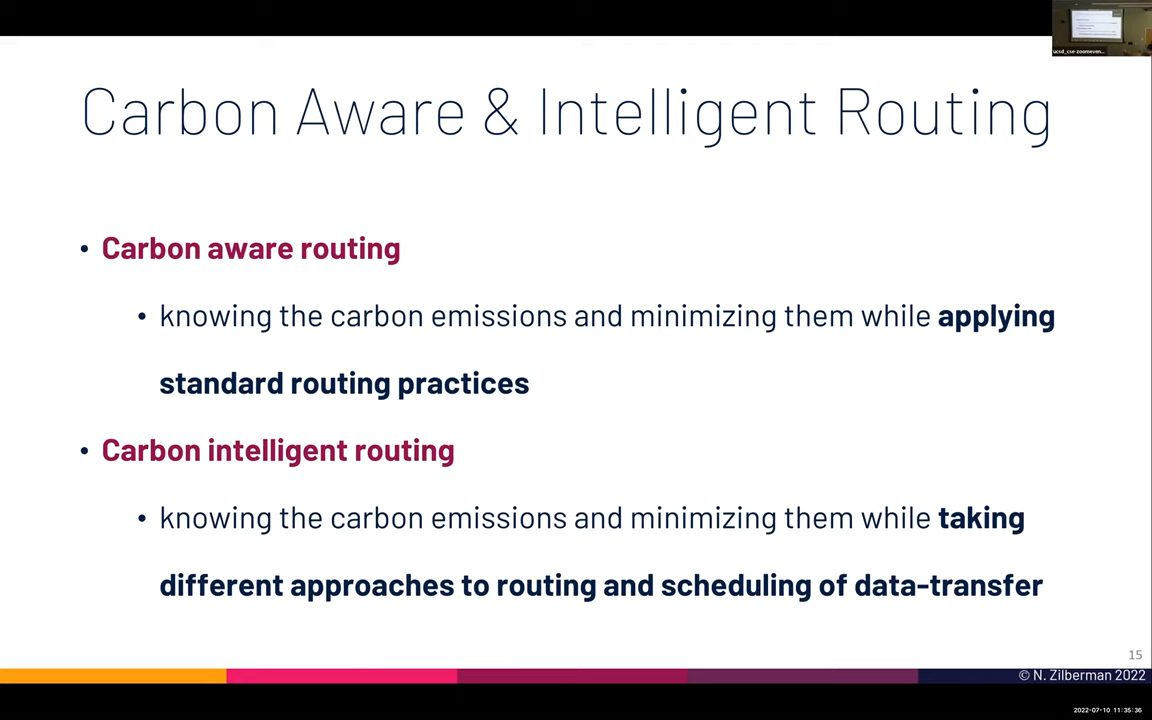 ucsd_cse-zoomeven...
Carbon Aware & Intelligent Routing
• Carbon aware routing
• knowing the carbon emissions and minimizing them while applying
standard routing practices
• Carbon intelligent routing
• knowing the carbon emissions and minimizing them while taking
different approaches to routing and scheduling of data-transfer
15
© N. Zilberman 2022
2022-07-10 11:35:36